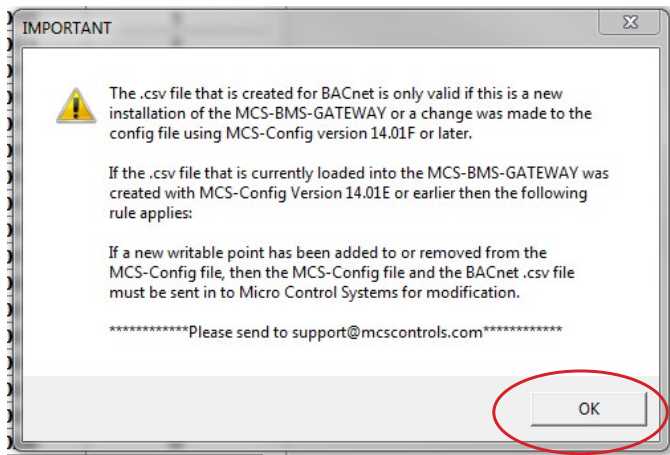 IMPORTANT
The .csv file that is created for BACnet is only valid if this is a new
installation of the MCS-BMS-GATEWAY or a change was made to the
config file using MCS-Config version 14.01F or later.
If the .csv file that is currently loaded into the MCS-BMS-GATEWAY was
created with MCS-Config Version 14.01E or earlier then the following
rule applies:
If a new writable point has been added to or removed from the
MCS-Config file, then the MCS-Config file and the BACnet .csv file
must be sent in to Micro Control Systems for modification.
************Please send to support@mcscontrols.com************
OK